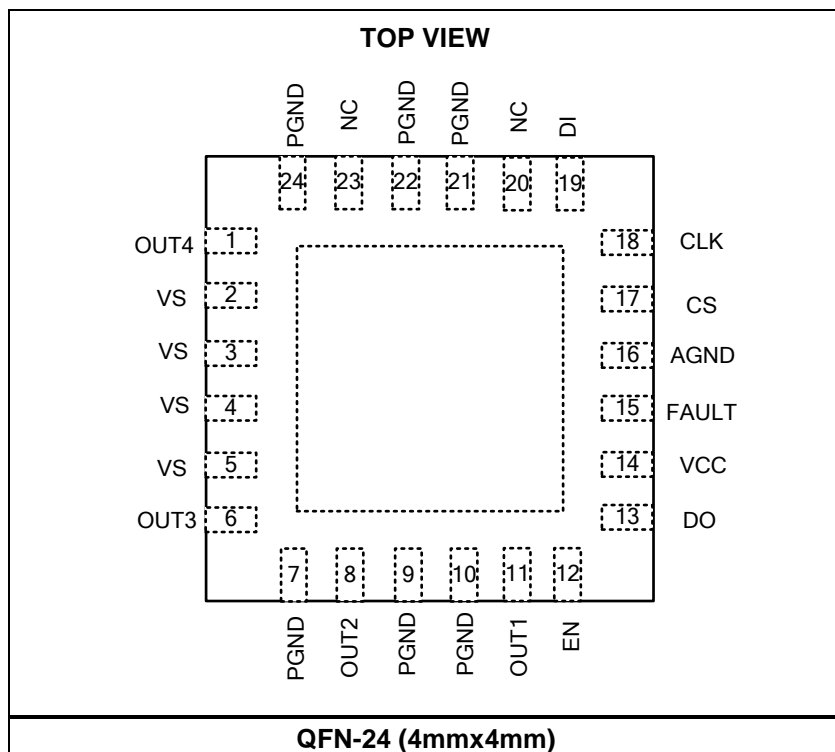 TOP VIEW
PGND NC PGND PGND NC DI
24 23 22 21 20 19
OUT4 1 18 CLK
VS 2 17 CS
VS 3 16 AGND
VS 4 15 FAULT
VS 5 14 VCC
OUT3 6 13 DO
7 8 9 10 11 12
PGND OUT2 PGND PGND OUT1 EN
QFN-24 (4mmx4mm)